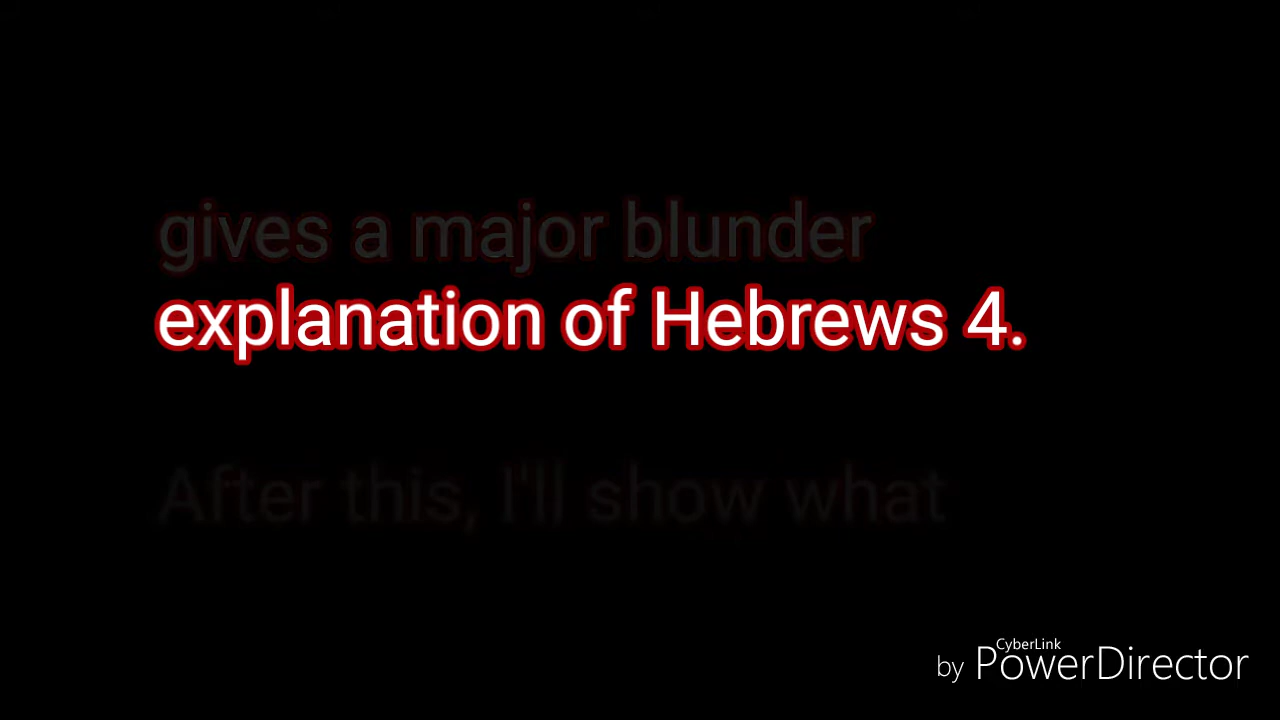 gives a major blunder
explanation of Hebrews 4.
After this, I'll show what
CyberLink
by PowerDirector